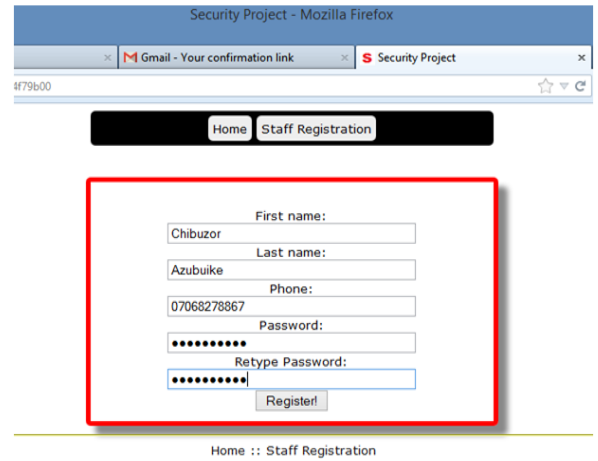 Security Project - Mozilla Firefox
Gmail - Your confirmation link × S Security Project ×
4f79b00
Home Staff Registration
First name:
Chibuzor
Last name:
Azubuike
Phone:
07068278867
Password:
••••••••••
Retype Password:
••••••••••
Register!
Home :: Staff Registration